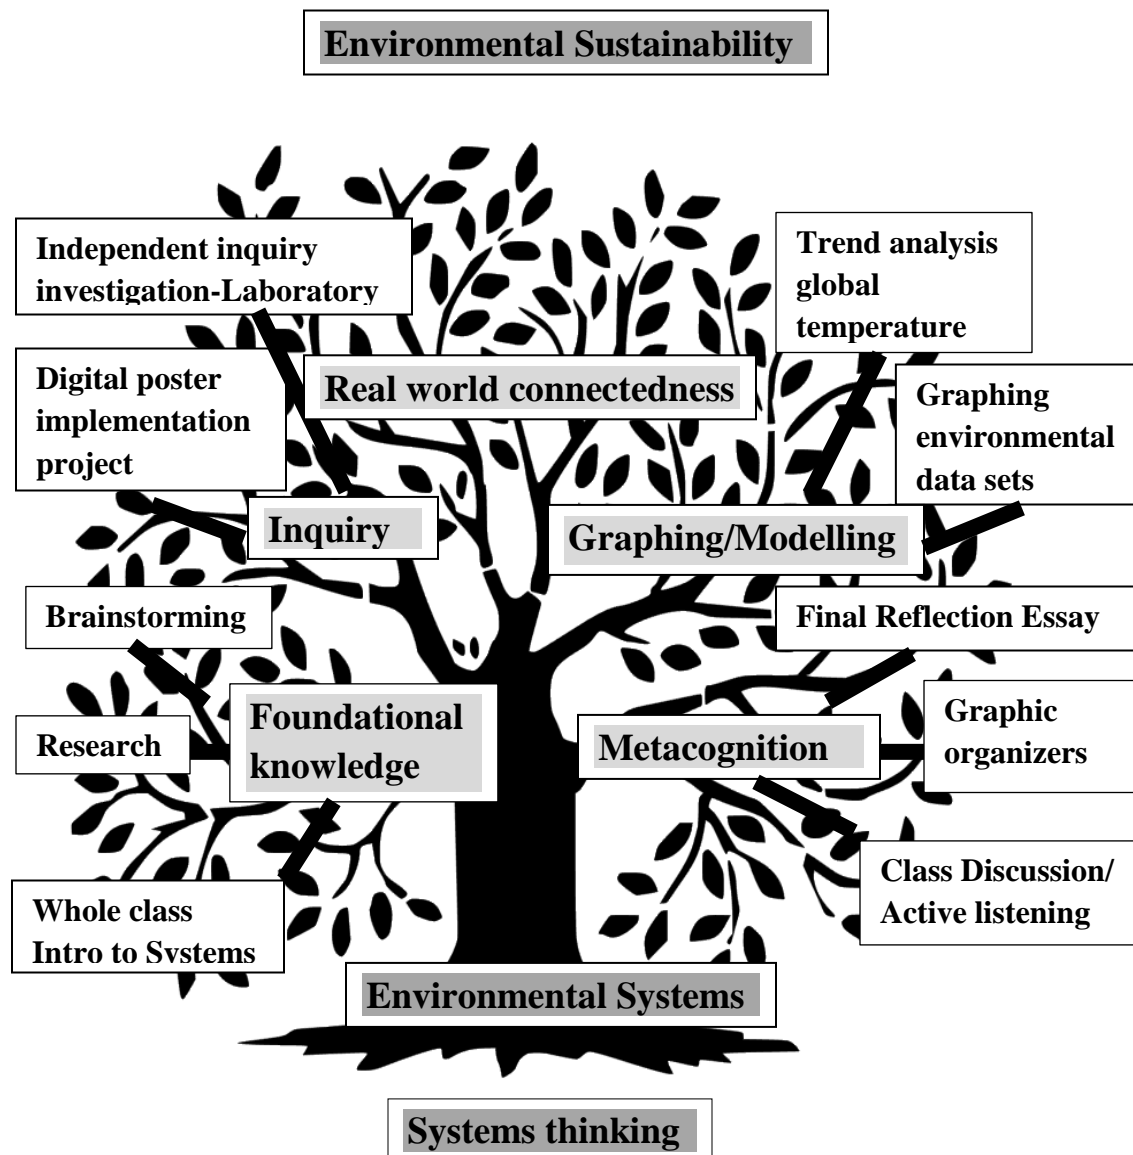 Environmental Sustainability
Independent inquiry
investigation-Laboratory
Trend analysis
global
temperature
Digital poster
implementation
project
Real world connectedness
Graphing
environmental
data sets
Inquiry
Graphing/Modelling
Brainstorming
Final Reflection Essay
Foundational
knowledge
Research
Metacognition
Graphic
organizers
Whole class
Intro to Systems
Class Discussion/
Active listening
Environmental Systems
Systems thinking